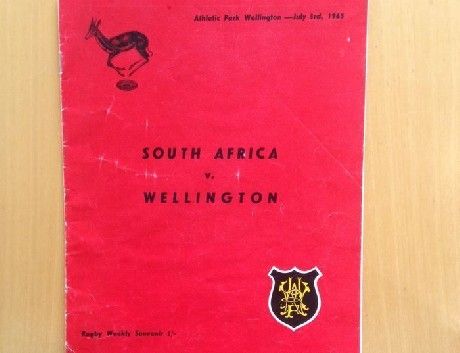 Athletic Park Wellington — July 3rd, 1965
SOUTH AFRICA
v.
WELLINGTON
Rugby Weekly Souvenir 1/-